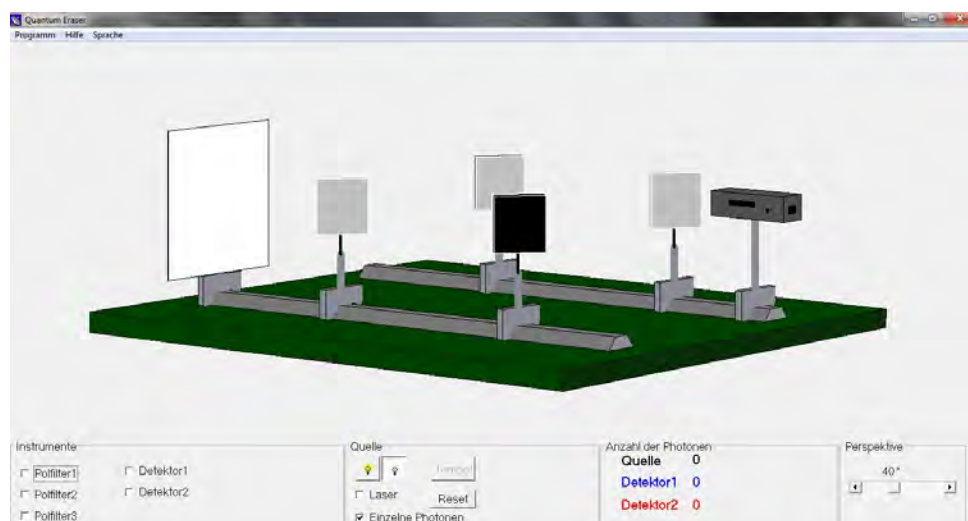 Quantum Eraser
Programm Hilfe Sprache
Instrumente
Polfilter1
Polfilter2
Polfilter3
Detektor1
Detektor2
Quelle
Laser
Reset
Einzelne Photonen
Anzahl der Photonen
Quelle 0
Detektor1 0
Detektor2 0
Perspektive
40°